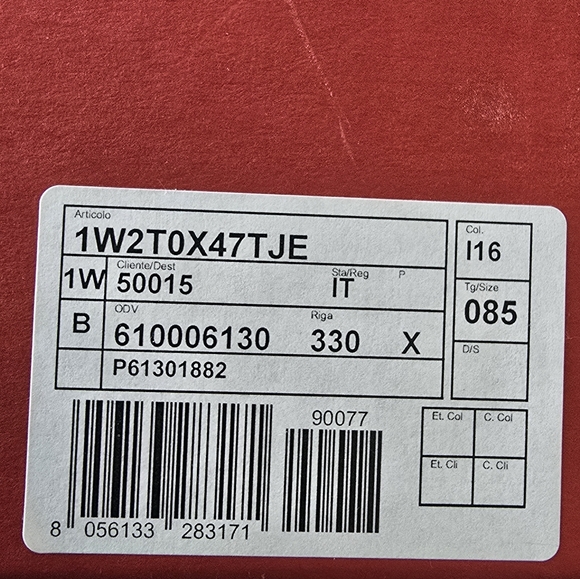 Articolo
1W2T0X47TJE
Col.
I16
1W
Cliente/Dest
50015
Sta/Reg
IT
P
Tg/Size
085
B
ODV
610006130
Riga
330
X
D/S
P61301882
90077
Et. Col
C. Col
Et. Cli
C. Cli
8 056133 283171